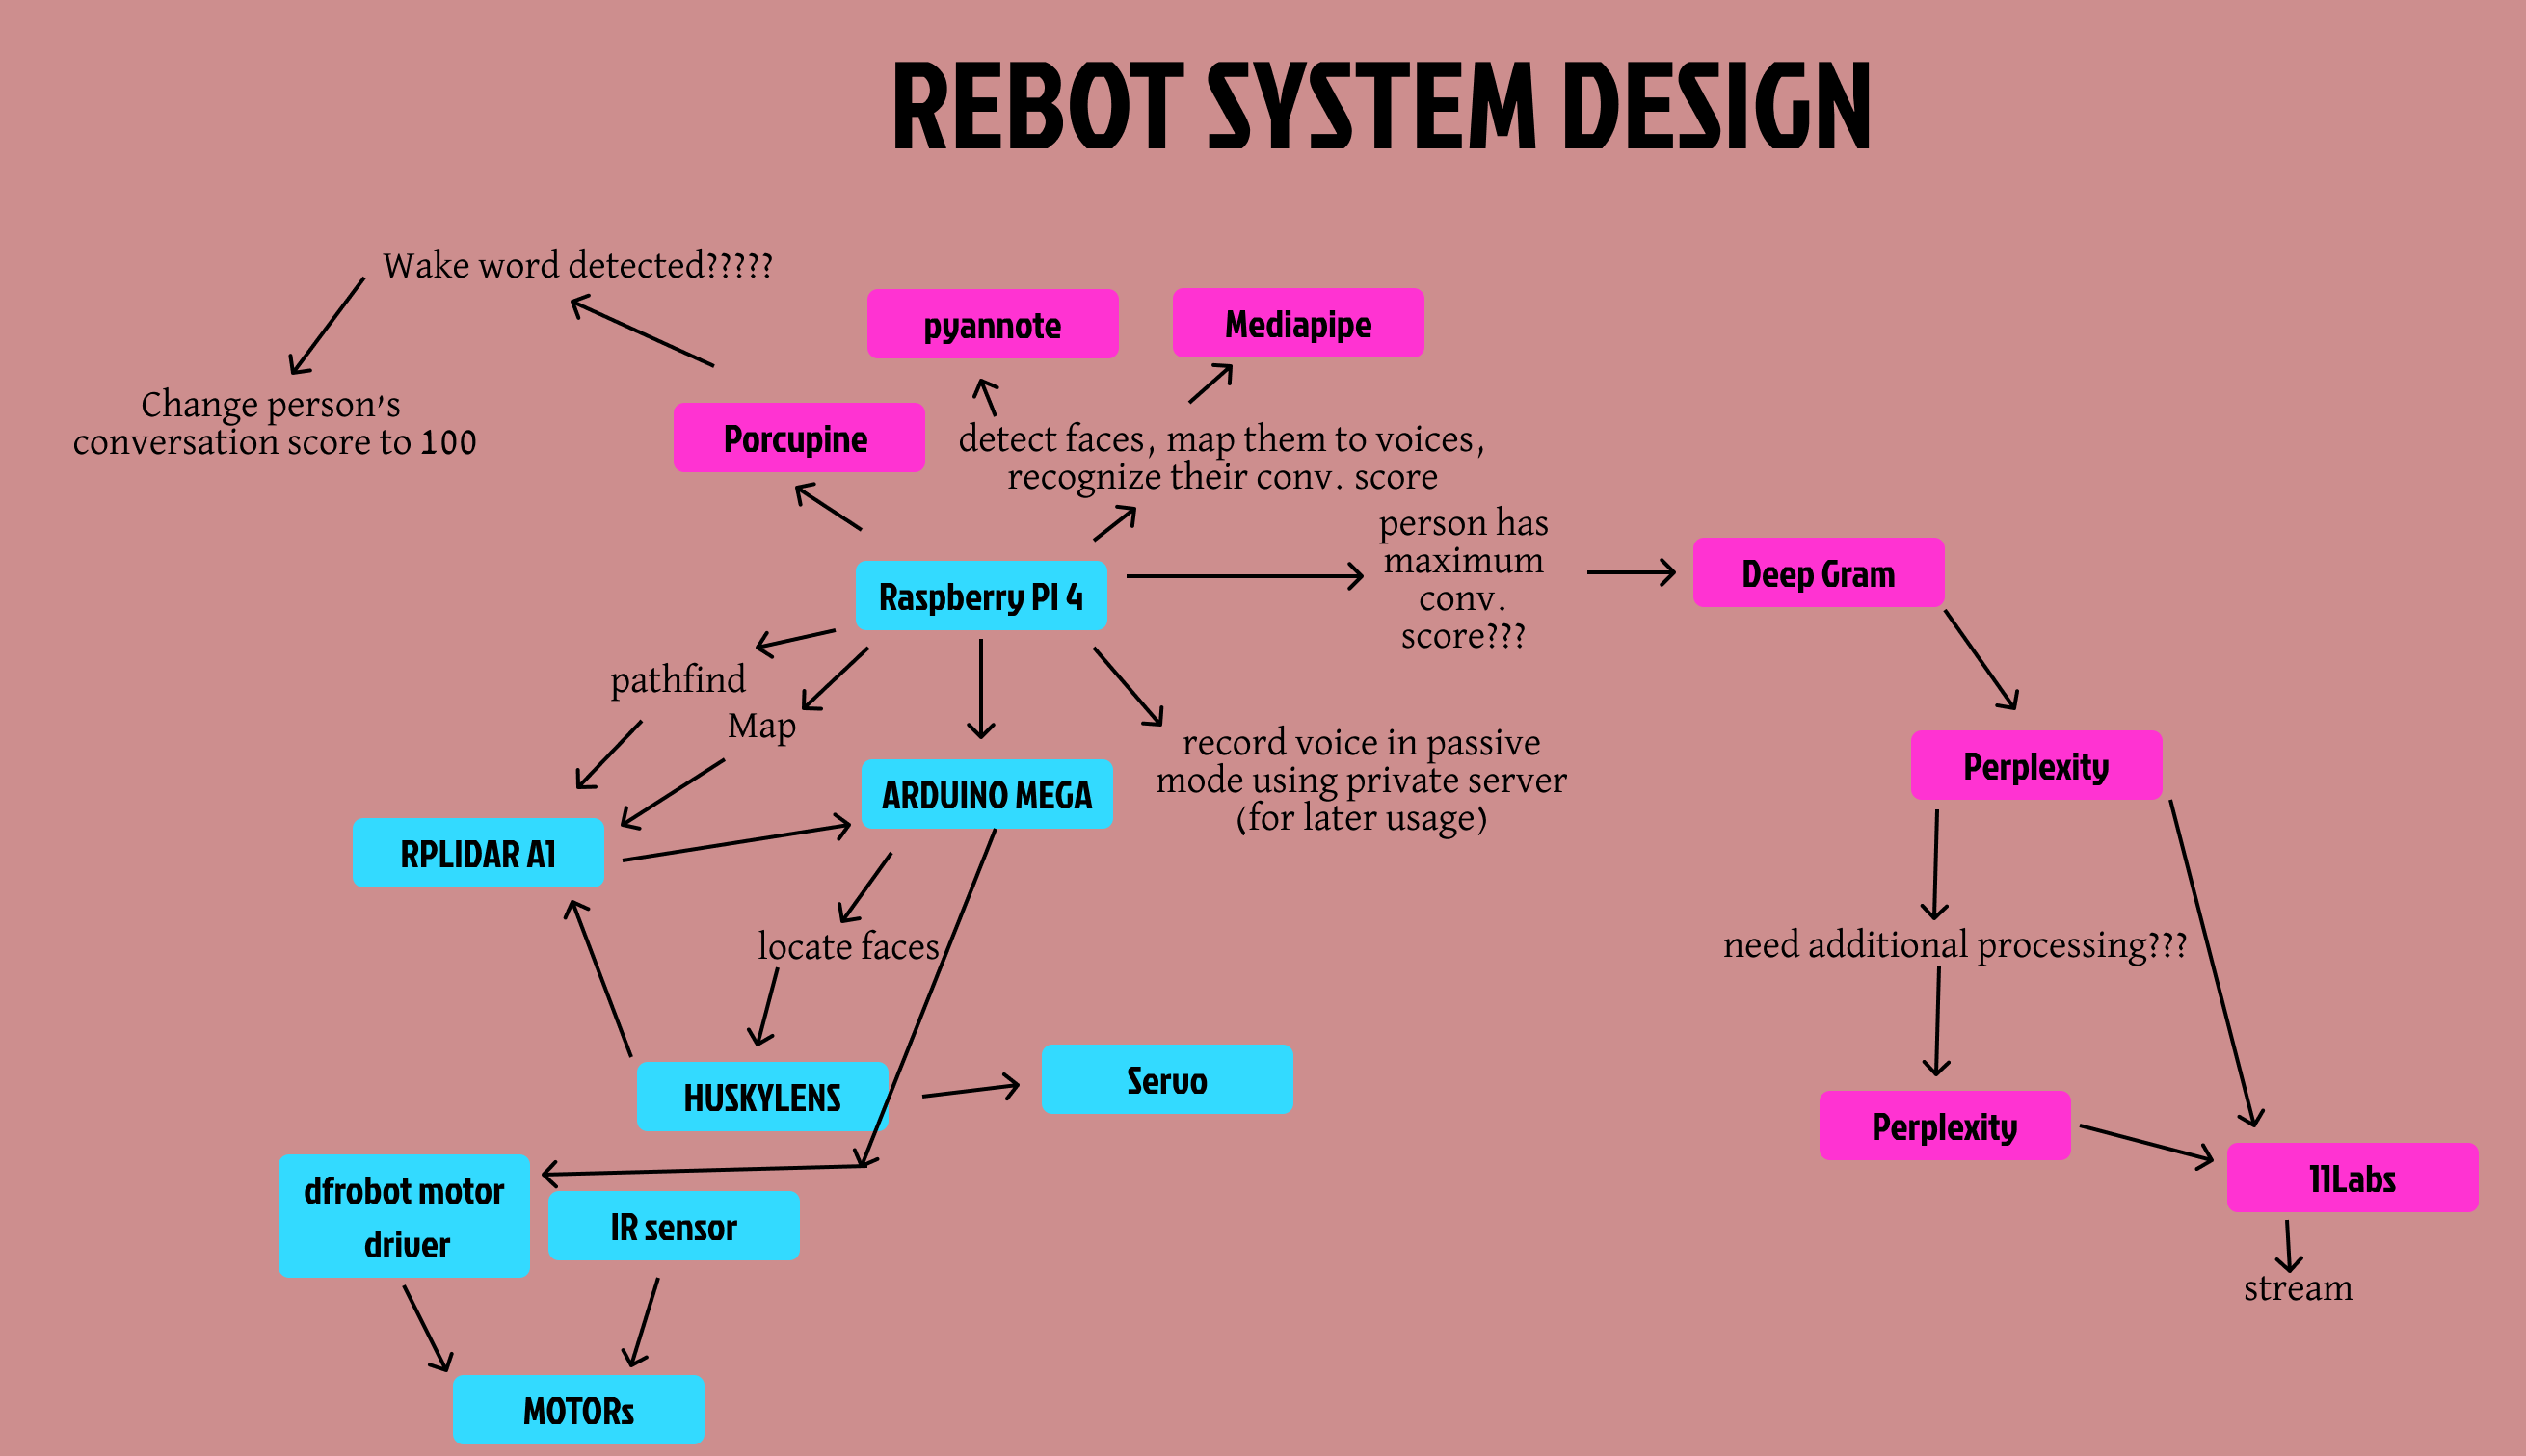 REBOT SYSTEM DESIGN
Wake word detected?????
pyannote
Mediapipe
Change person's
conversation score to 100
Porcupine
detect faces, map them to voices,
recognize their conv. score
person has
maximum
conv.
score???
Deep Gram
Raspberry PI 4
pathfind
Map
record voice in passive
mode using private server
(for later usage)
Perplexity
ARDUINO MEGA
RPLIDAR A1
locate faces
need additional processing???
HUSKYLENS
Servo
Perplexity
11Labs
dfrobot motor
driver
IR sensor
stream
MOTORs